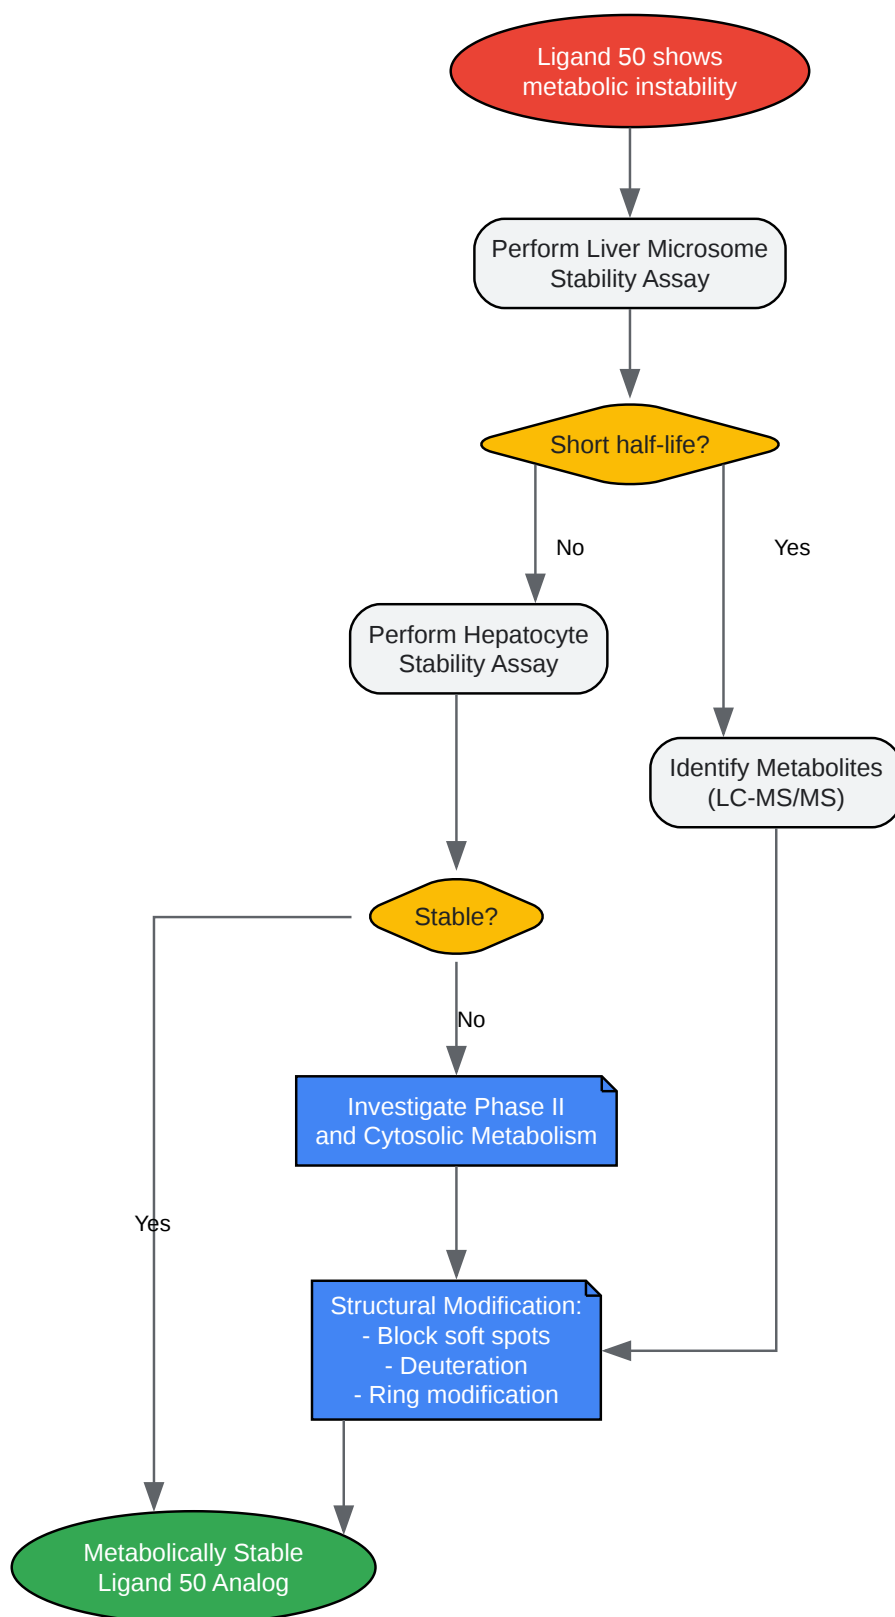 Ligand 50 shows
metabolic instability
Perform Liver Microsome
Stability Assay
Short half-life?
No
Yes
Perform Hepatocyte
Stability Assay
Identify Metabolites
(LC-MS/MS)
Stable?
No
Investigate Phase II
and Cytosolic Metabolism
Yes
Structural Modification:
- Block soft spots
- Deuteration
- Ring modification
Metabolically Stable
Ligand 50 Analog